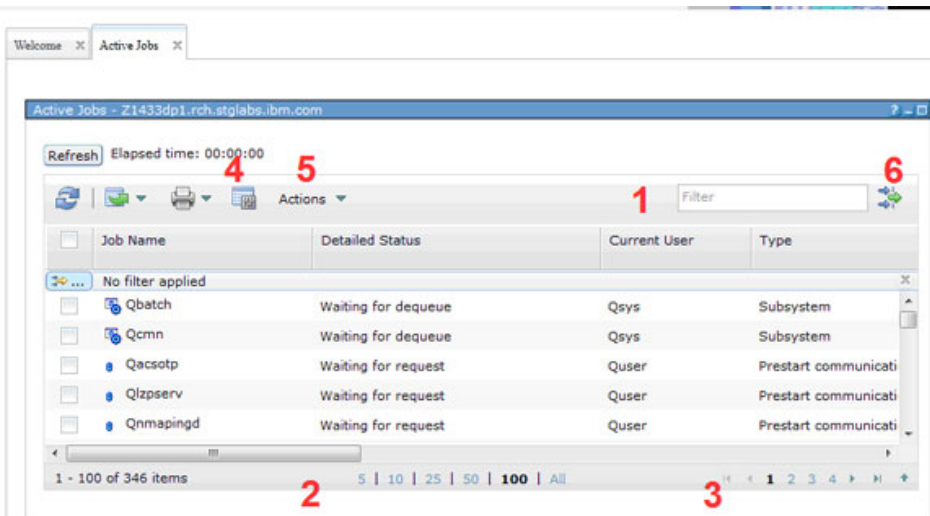 Welcome Active Jobs
Active Jobs - Z1433dp1.rch.stglabs.ibm.com
Refresh Elapsed time: 00:00:00
4 5 6
Actions 1 Filter
Job Name Detailed Status Current User Type
... No filter applied
Qbatch Waiting for dequeue Qsys Subsystem
Qcmn Waiting for dequeue Qsys Subsystem
Qacsotp Waiting for request Quser Prestart communicati
Qlzpserv Waiting for request Quser Prestart communicati
Qnmapingd Waiting for request Quser Prestart communicati
1 - 100 of 346 items 5 | 10 | 25 | 50 | 100 | All 1 2 3 4
2 3